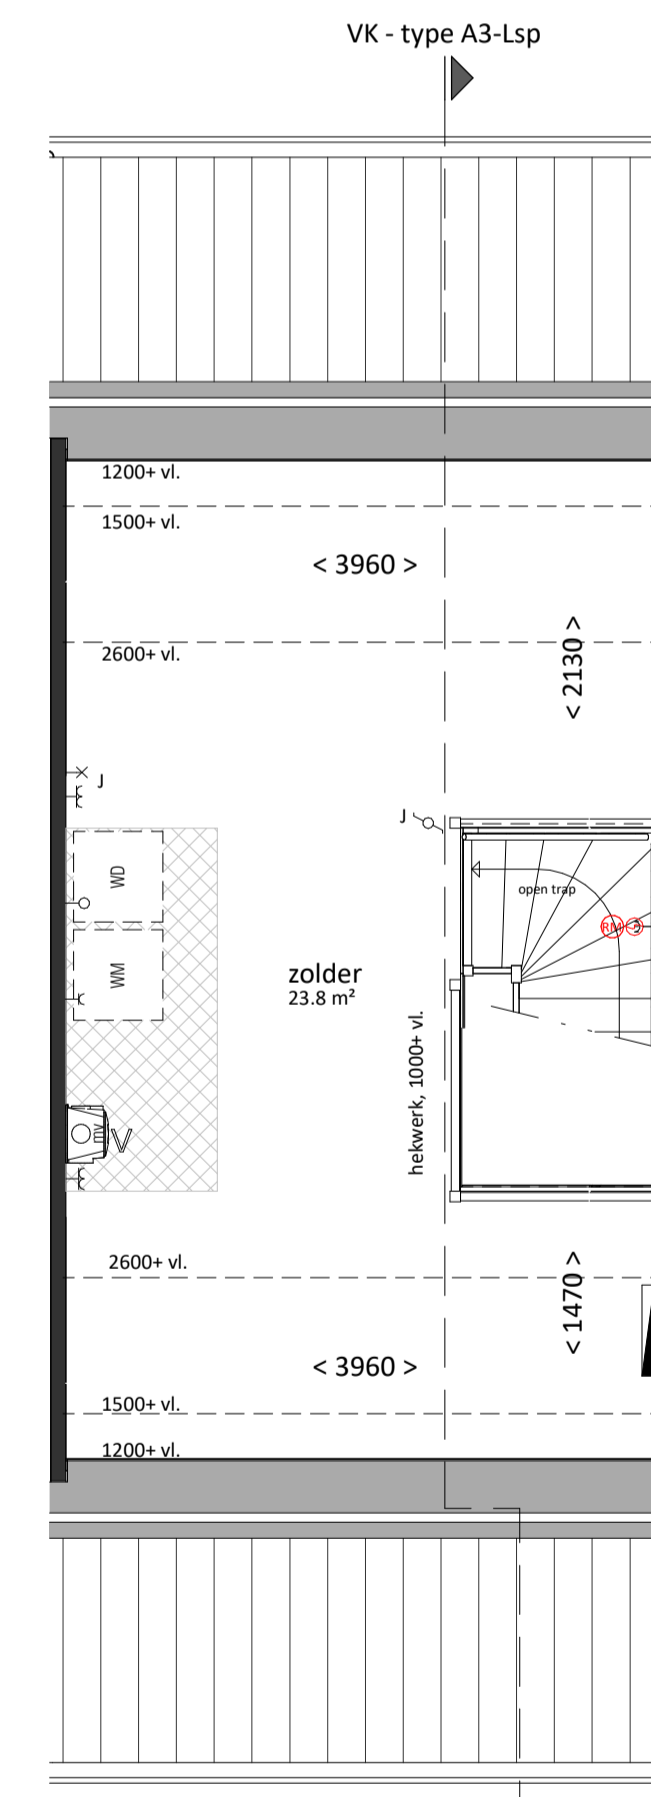 VK - type A3-Lsp
1200+ vl.
1500+ vl.
< 3960 >
< 2130 >
2600+ vl.
J
J
WD
open trap
RM
WM
zolder
23.8 m²
hekwerk, 1000+ vl.
mv
2600+ vl.
< 1470 >
< 3960 >
1500+ vl.
1200+ vl.